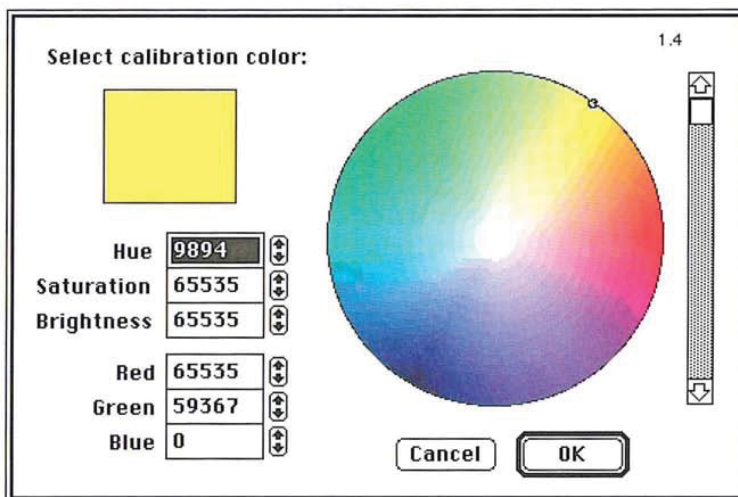 1.4
Select calibration color:
Hue 9894
Saturation 65535
Brightness 65535
Red 65535
Green 59367
Blue 0
Cancel OK